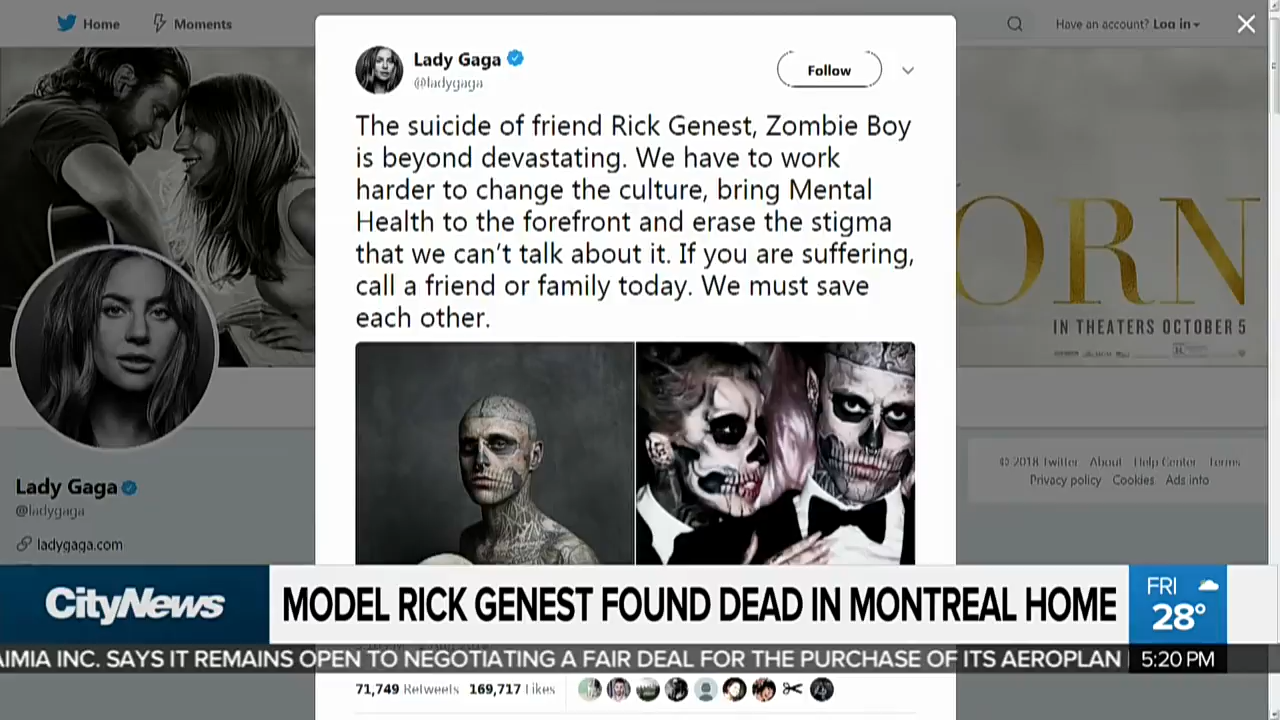 Home
Moments
Have an account? Log in
Lady Gaga
@ladygaga
Follow
The suicide of friend Rick Genest, Zombie Boy
is beyond devastating. We have to work
harder to change the culture, bring Mental
Health to the forefront and erase the stigma
that we can't talk about it. If you are suffering,
call a friend or family today. We must save
each other.
ORN
IN THEATERS OCTOBER 5
© 2018 Twitter About Help Center Terms
Privacy policy Cookies Ads info
Lady Gaga
@ladygaga
ladygaga.com
CityNews
MODEL RICK GENEST FOUND DEAD IN MONTREAL HOME
FRI
28°
AIMIA INC. SAYS IT REMAINS OPEN TO NEGOTIATING A FAIR DEAL FOR THE PURCHASE OF ITS AEROPLAN
5:20 PM
71,749 Retweets 169,717 Likes